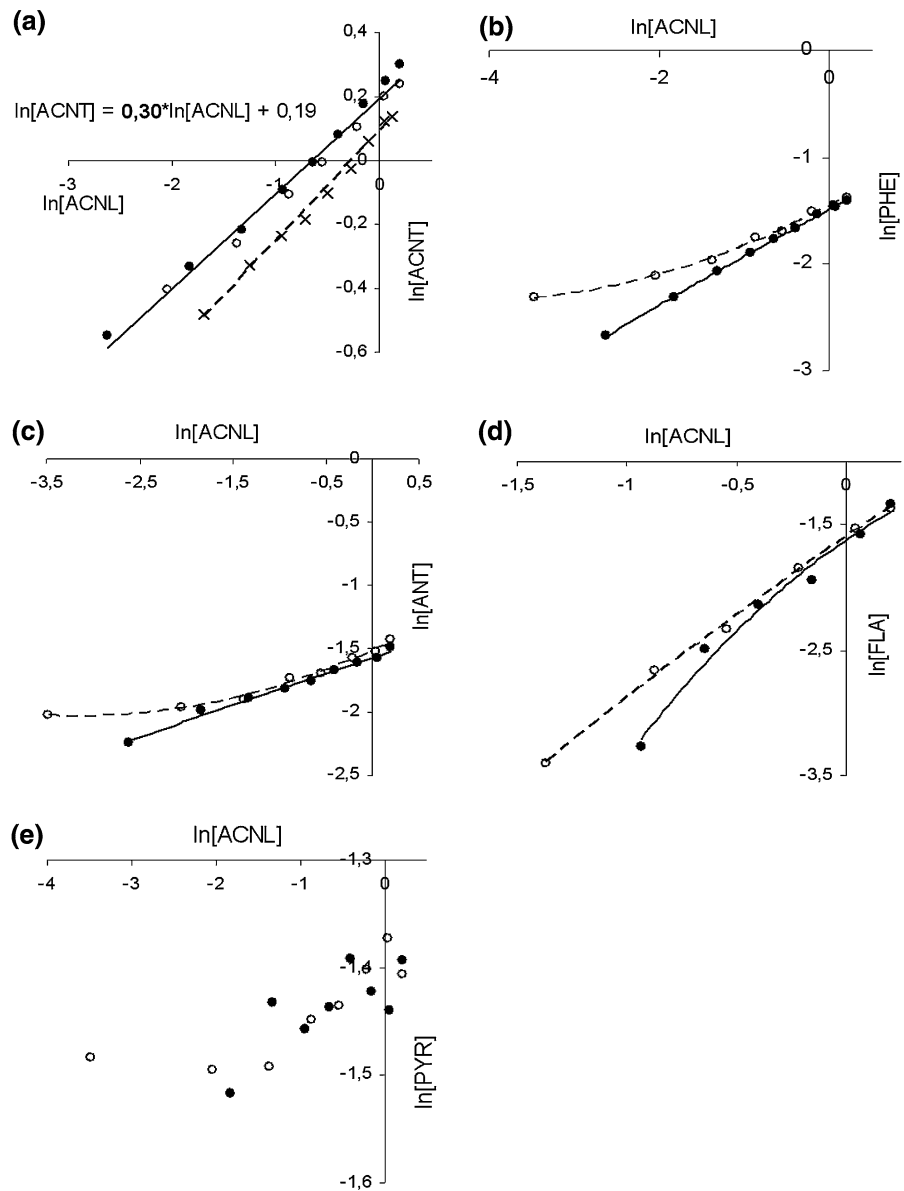 (a)
0,4
0,2
ln[ACNT] = 0,30*ln[ACNL] + 0,19
0
-3 -2 -1 0
ln[ACNL]
-0,2
-0,4
-0,6
ln[ACNT]
(b)
ln[ACNL]
0
-4 -2 0
-1
-2
-3
ln[PHE]
(c)
ln[ACNL]
0
-3,5 -2,5 -1,5 -0,5 0,5
-0,5
-1
-1,5
-2
-2,5
ln[ANT]
(d)
ln[ACNL]
-1,5 -1 -0,5 0
-1,5
-2,5
-3,5
ln[FLA]
(e)
ln[ACNL]
-1,3
-4 -3 -2 -1 0
-1,4
-1,5
-1,6
ln[PYR]